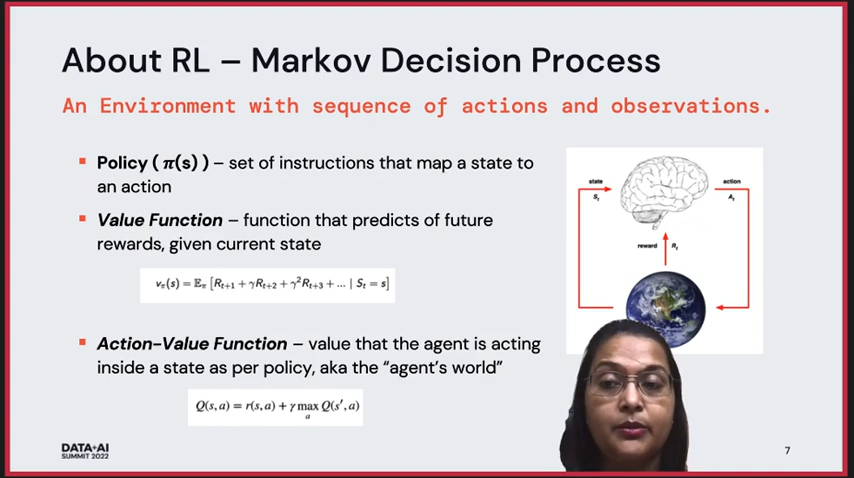 About RL – Markov Decision Process
An Environment with sequence of actions and observations.
Policy ( π(s) ) – set of instructions that map a state to
an action
Value Function – function that predicts of future
rewards, given current state
vπ(s) = 𝔼π [Rt+1 + γRt+2 + γ²Rt+3 + ... | St = s]
Action-Value Function – value that the agent is acting
inside a state as per policy, aka the “agent’s world”
Q(s, a) = r(s, a) + γ max Q(s′, a)
a
state
St
action
At
reward
Rt
DATA+AI
SUMMIT 2022
7